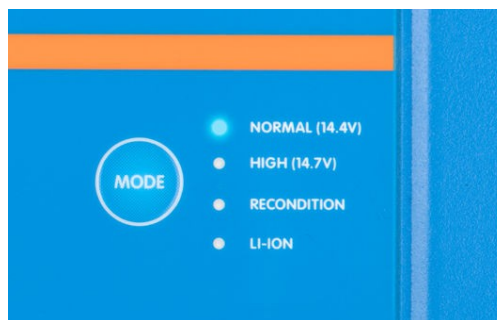 MODE
NORMAL (14.4V)
HIGH (14.7V)
RECONDITION
LI-ION